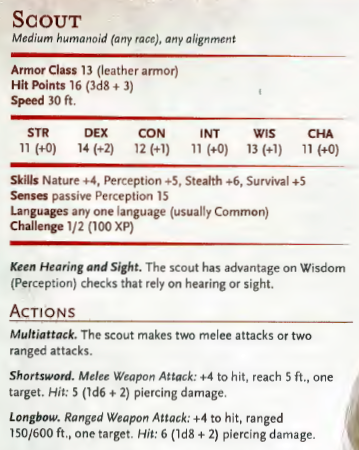 SCOUT
Medium humanoid (any race), any alignment
Armor Class 13 (leather armor)
Hit Points 16 (3d8 + 3)
Speed 30 ft.
STR DEX CON INT WIS CHA
11 (+0) 14 (+2) 12 (+1) 11 (+0) 13 (+1) 11 (+0)
Skills Nature +4, Perception +5, Stealth +6, Survival +5
Senses passive Perception 15
Languages any one language (usually Common)
Challenge 1/2 (100 XP)
Keen Hearing and Sight. The scout has advantage on Wisdom
(Perception) checks that rely on hearing or sight.
ACTIONS
Multiattack. The scout makes two melee attacks or two
ranged attacks.
Shortsword. Melee Weapon Attack: +4 to hit, reach 5 ft., one
target. Hit: 5 (1d6 + 2) piercing damage.
Longbow. Ranged Weapon Attack: +4 to hit, ranged
150/600 ft., one target. Hit: 6 (1d8 + 2) piercing damage.